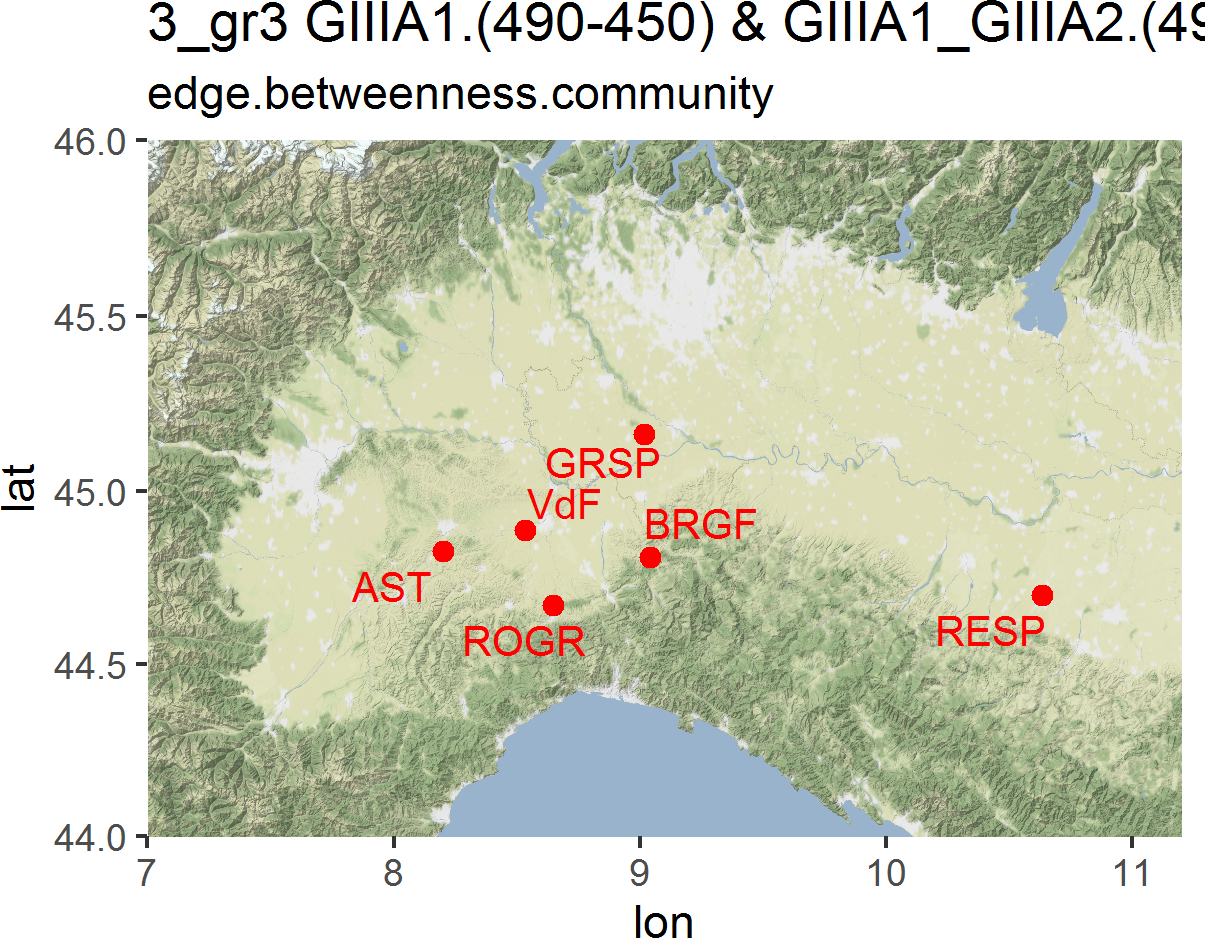 3_gr3 GIIIA1.(490-450) & GIIIA1_GIIIA2.(49
edge.betweenness.community
46.0
45.5
45.0
44.5
44.0
lat
GRSP
VdF
BRGF
AST
ROGR
RESP
7 8 9 10 11
lon